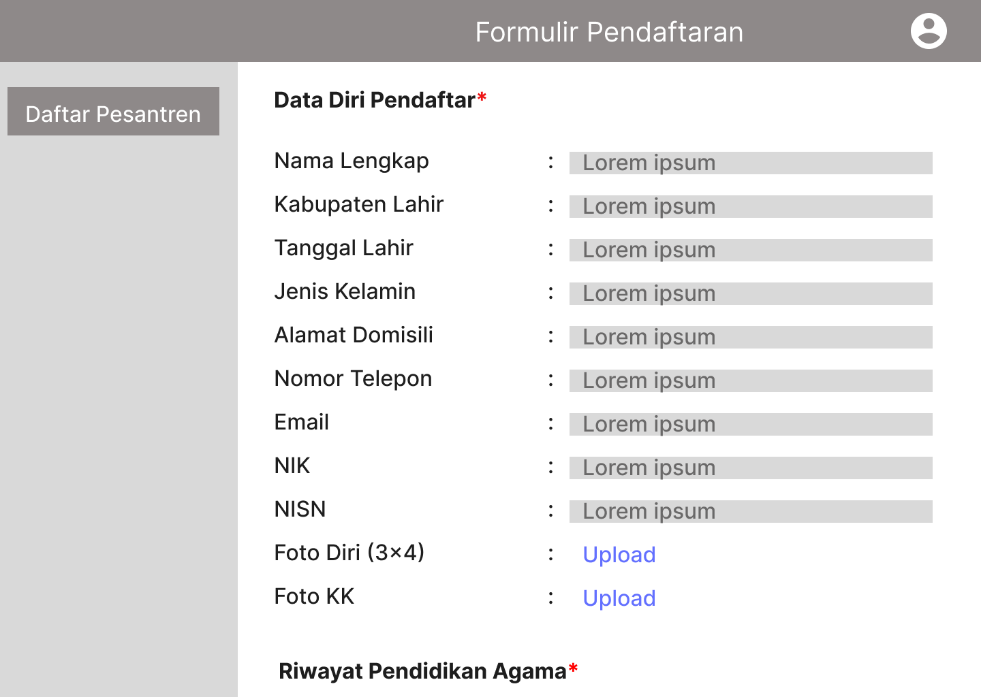 Formulir Pendaftaran
Daftar Pesantren
Data Diri Pendaftar*
Nama Lengkap : Lorem ipsum
Kabupaten Lahir : Lorem ipsum
Tanggal Lahir : Lorem ipsum
Jenis Kelamin : Lorem ipsum
Alamat Domisili : Lorem ipsum
Nomor Telepon : Lorem ipsum
Email : Lorem ipsum
NIK : Lorem ipsum
NISN : Lorem ipsum
Foto Diri (3×4) : Upload
Foto KK : Upload
Riwayat Pendidikan Agama*